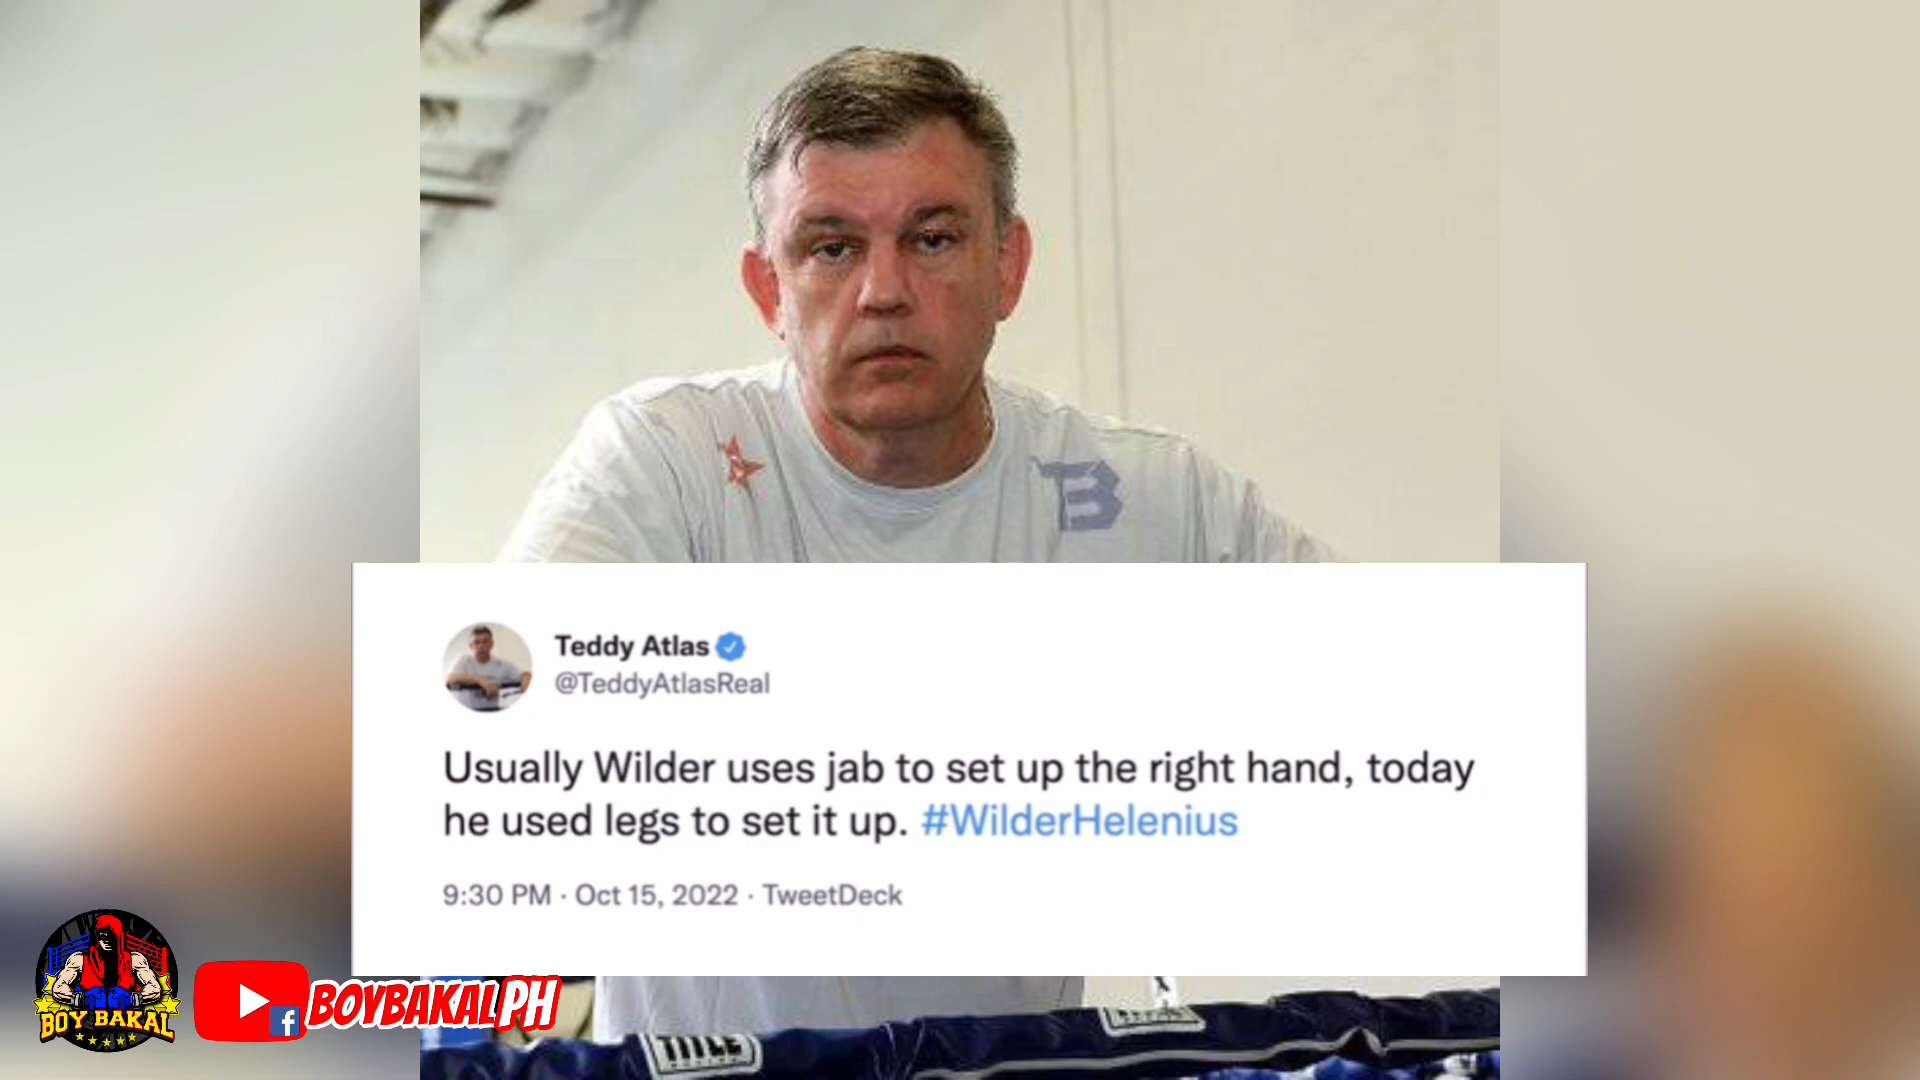 B
Teddy Atlas
@TeddyAtlasReal
Usually Wilder uses jab to set up the right hand, today
he used legs to set it up. #WilderHelenius
9:30 PM · Oct 15, 2022 · TweetDeck
BOY BAKAL
f
BOYBAKALPH
TITLE